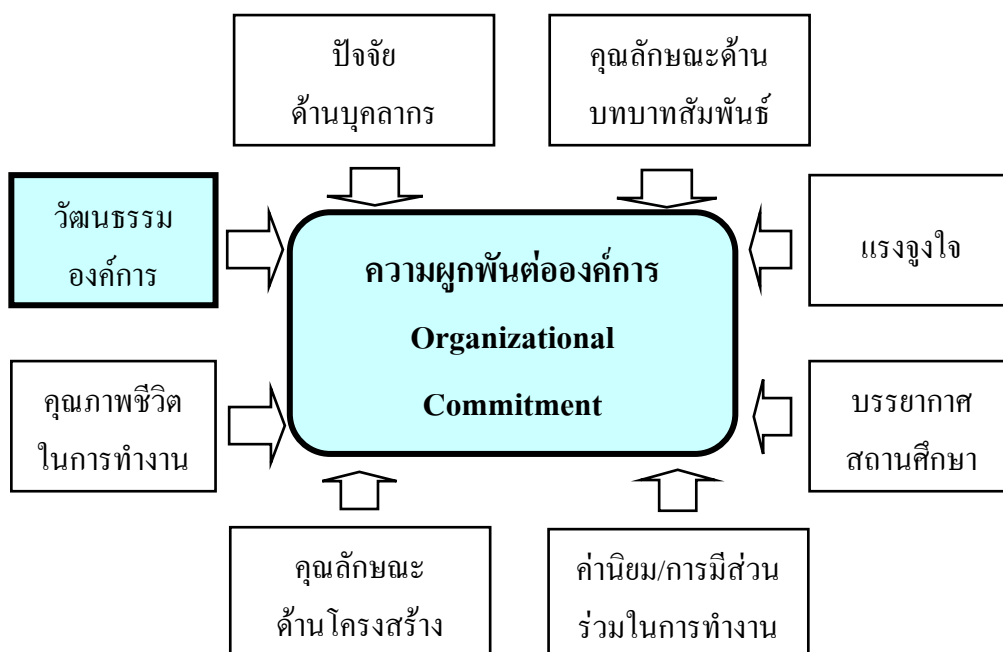 ปัจจัย
ด้านบุคลากร
คุณลักษณะด้าน
บทบาทสัมพันธ์
วัฒนธรรม
องค์การ
ความผูกพันต่อองค์การ
Organizational
Commitment
แรงจูงใจ
คุณภาพชีวิต
ในการทำงาน
บรรยากาศ
สถานศึกษา
คุณลักษณะ
ด้านโครงสร้าง
ค่านิยม/การมีส่วน
ร่วมในการทำงาน